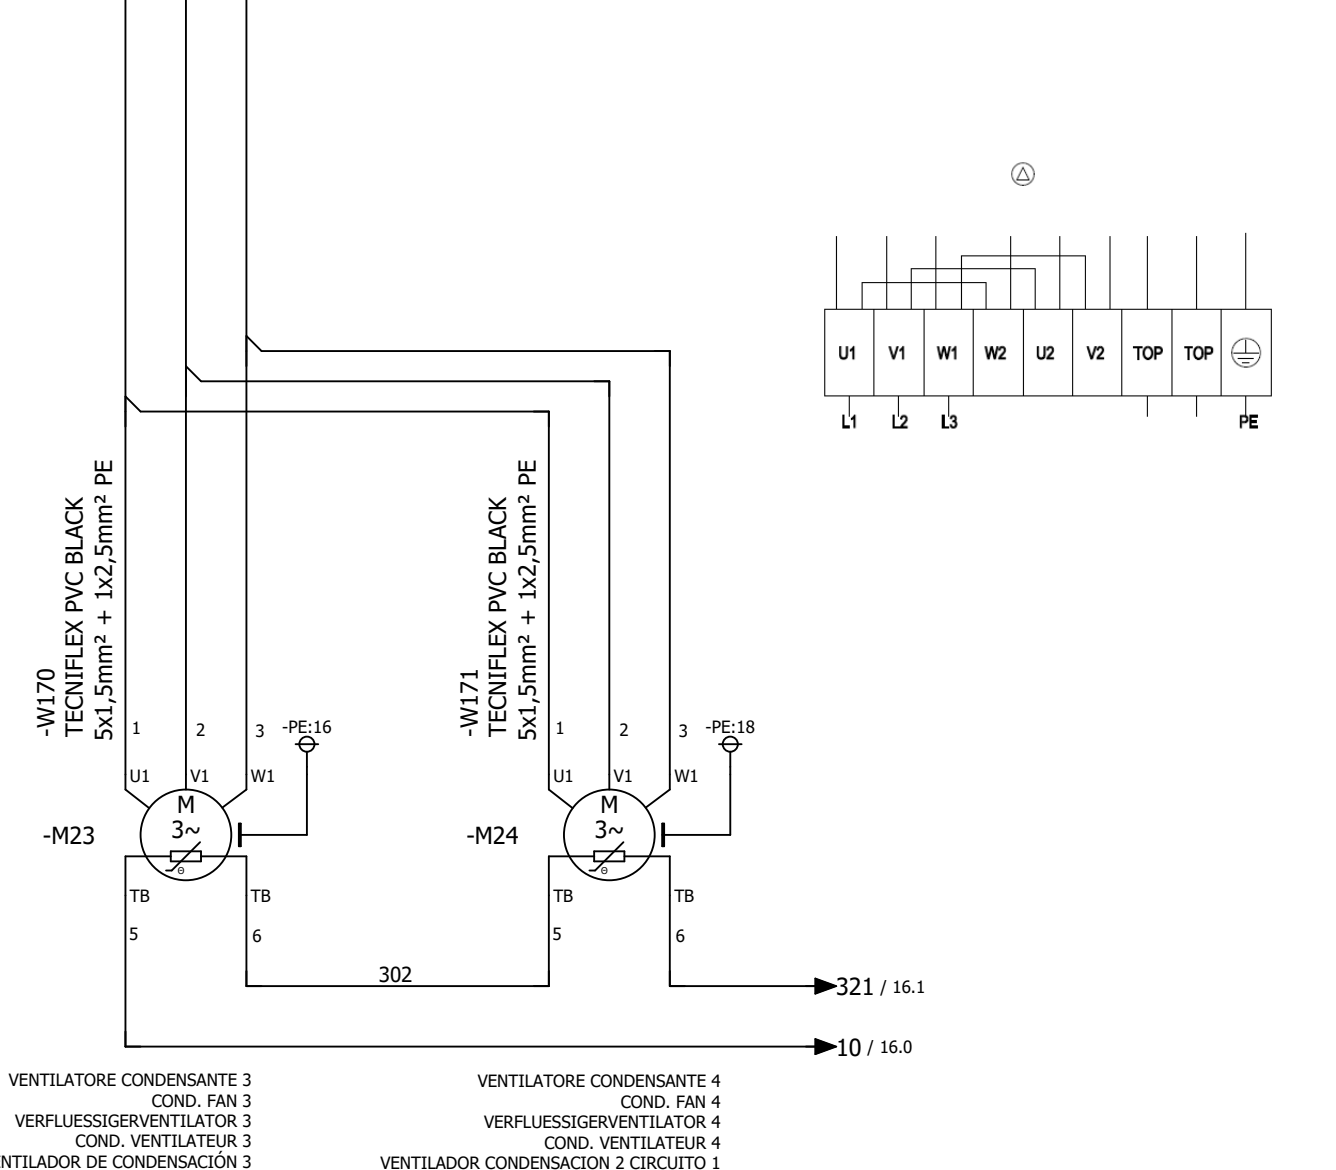 U1 V1 W1 W2 U2 V2 TOP TOP
L1 L2 L3 PE
-W170
TECNIFLEX PVC BLACK
5x1,5mm² + 1x2,5mm² PE
-W171
TECNIFLEX PVC BLACK
5x1,5mm² + 1x2,5mm² PE
1 2 3 -PE:16
1 2 3 -PE:18
U1 V1 W1
U1 V1 W1
-M23
M
3~
Θ
-M24
M
3~
Θ
TB TB
TB TB
5 6
5 6
302
321 / 16.1
10 / 16.0
VENTILATORE CONDENSANTE 3
COND. FAN 3
VERFLUESSIGERVENTILATOR 3
COND. VENTILATEUR 3
ENTILADOR DE CONDENSACIÓN 3
VENTILATORE CONDENSANTE 4
COND. FAN 4
VERFLUESSIGERVENTILATOR 4
COND. VENTILATEUR 4
VENTILADOR CONDENSACION 2 CIRCUITO 1